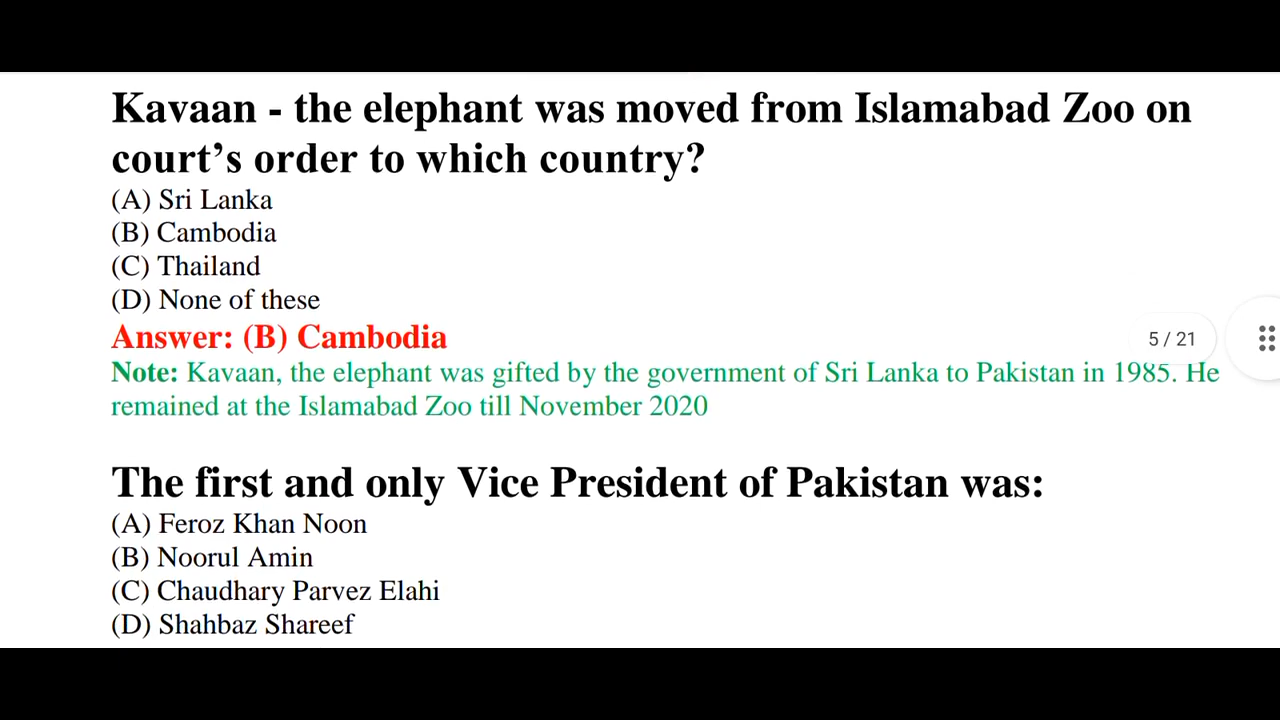 Kavaan - the elephant was moved from Islamabad Zoo on
court’s order to which country?
(A) Sri Lanka
(B) Cambodia
(C) Thailand
(D) None of these
Answer: (B) Cambodia
5 / 21
Note: Kavaan, the elephant was gifted by the government of Sri Lanka to Pakistan in 1985. He
remained at the Islamabad Zoo till November 2020
The first and only Vice President of Pakistan was:
(A) Feroz Khan Noon
(B) Noorul Amin
(C) Chaudhary Parvez Elahi
(D) Shahbaz Shareef